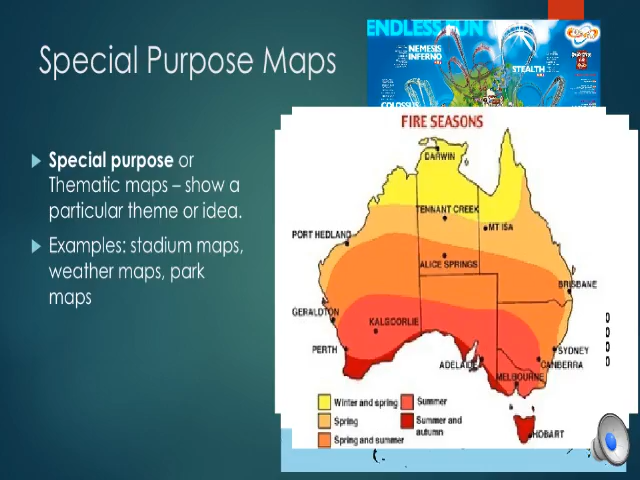 ENDLESS FUN
Special Purpose Maps
NEMESIS
INFERNO
STEALTH
COLOSSUS
FIRE SEASONS
Special purpose or
Thematic maps – show a
particular theme or idea.
Examples: stadium maps,
weather maps, park
maps
DARWIN
TENNANT CREEK
MT ISA
PORT HEDLAND
ALICE SPRINGS
BRISBANE
GERALDTON
KALGOORLIE
PERTH
ADELAIDE
SYDNEY
CANBERRA
MELBOURNE
HOBART
Winter and spring
Spring
Spring and summer
Summer
Summer and
autumn